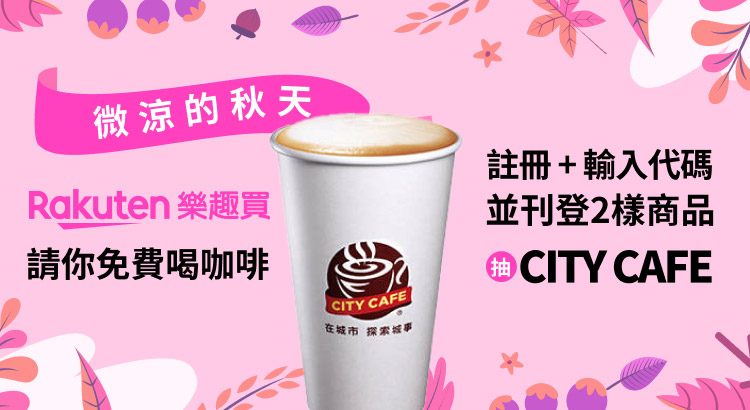 微涼的秋天
Rakuten 樂趣買
請你免費喝咖啡
CITY CAFE
®
在城市 探索城事
註冊+輸入代碼
並刊登2樣商品
抽 CITY CAFE